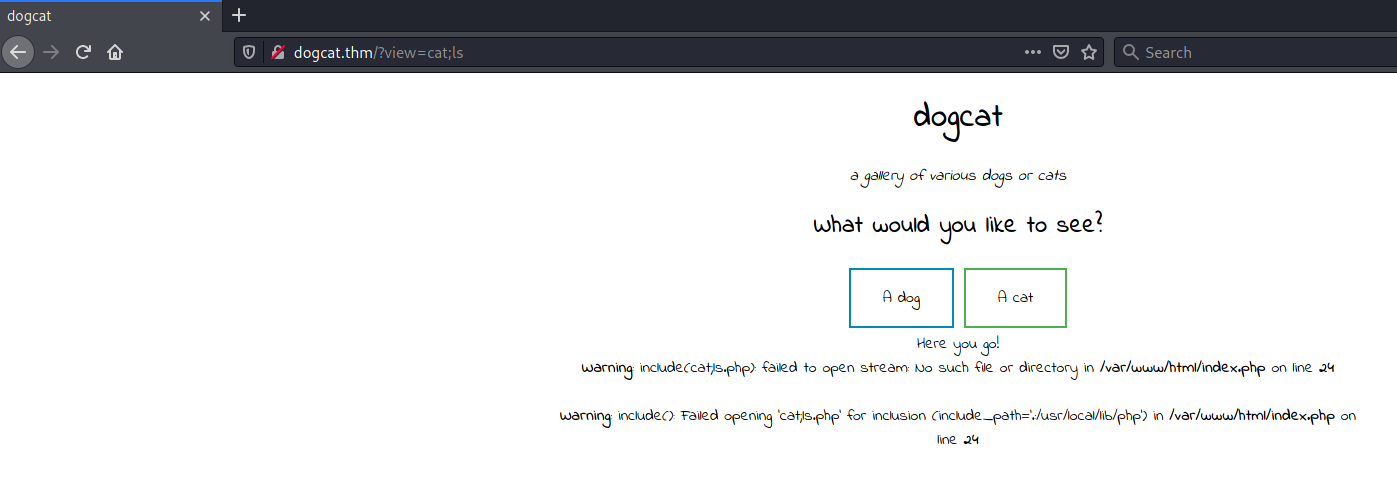 dogcat
dogcat.thm/?view=cat;ls
Search
dogcat
a gallery of various dogs or cats
What would you like to see?
A dog
A cat
Here you go!
Warning: include(cat;ls.php): failed to open stream: No such file or directory in /var/www/html/index.php on line 24
Warning: include(): Failed opening 'cat;ls.php' for inclusion (include_path='.:/usr/local/lib/php') in /var/www/html/index.php on
line 24